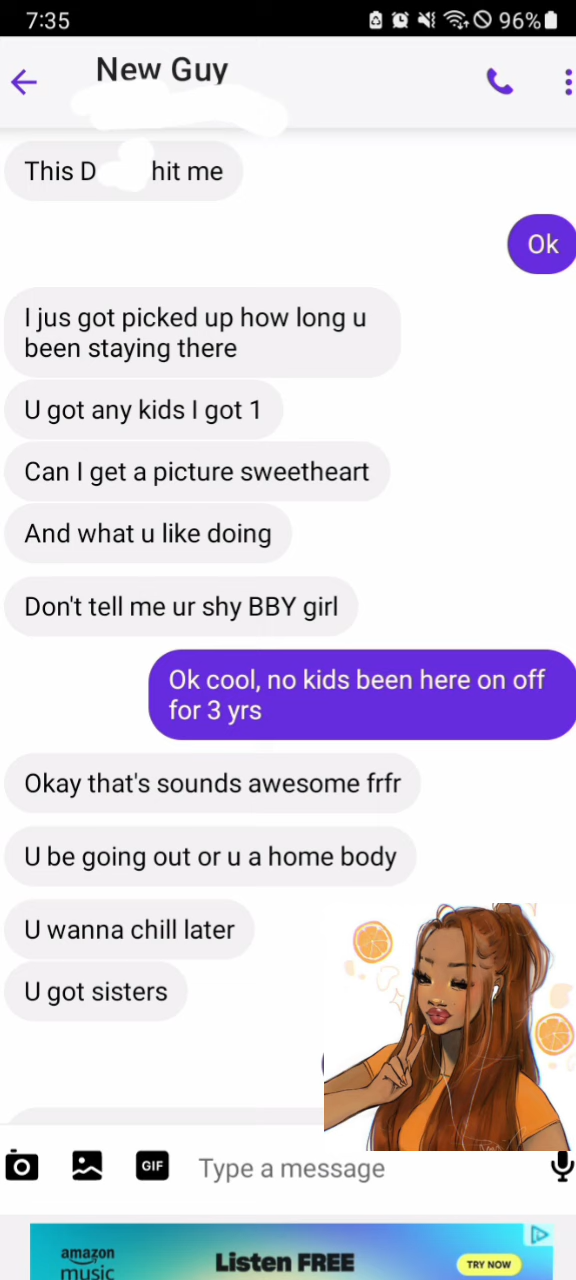 7:35
96%
New Guy
This D hit me
Ok
I jus got picked up how long u
been staying there
U got any kids I got 1
Can I get a picture sweetheart
And what u like doing
Don't tell me ur shy BBY girl
Ok cool, no kids been here on off
for 3 yrs
Okay that's sounds awesome frfr
U be going out or u a home body
U wanna chill later
U got sisters
GIF
Type a message
amazon
music
Listen FREE
TRY NOW